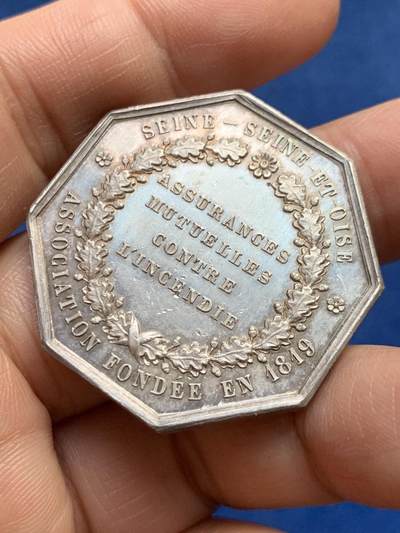 SEINE — SEINE-ET-OISE
ASSURANCES
MUTUELLES
CONTRE
L'INCENDIE
ASSOCIATION FONDÉE EN 1819